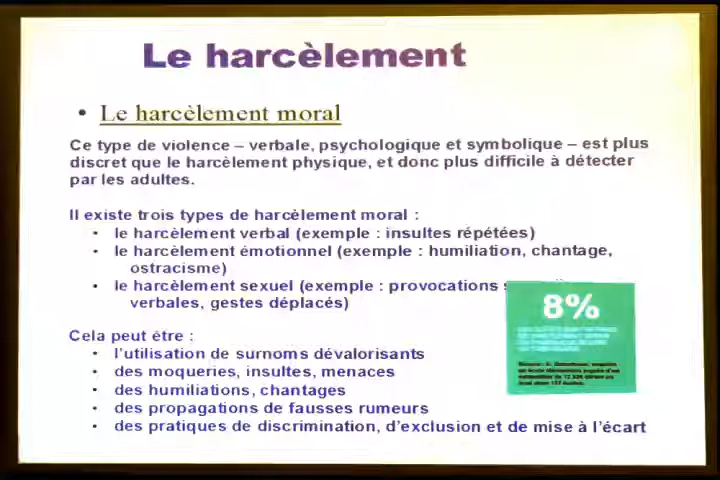 Le harcèlement
• Le harcèlement moral
Ce type de violence – verbale, psychologique et symbolique – est plus
discret que le harcèlement physique, et donc plus difficile à détecter
par les adultes.
Il existe trois types de harcèlement moral :
• le harcèlement verbal (exemple : insultes répétées)
• le harcèlement émotionnel (exemple : humiliation, chantage,
ostracisme)
• le harcèlement sexuel (exemple : provocations
verbales, gestes déplacés)
8%
Cela peut être :
• l’utilisation de surnoms dévalorisants
• des moqueries, insultes, menaces
• des humiliations, chantages
• des propagations de fausses rumeurs
• des pratiques de discrimination, d’exclusion et de mise à l’écart